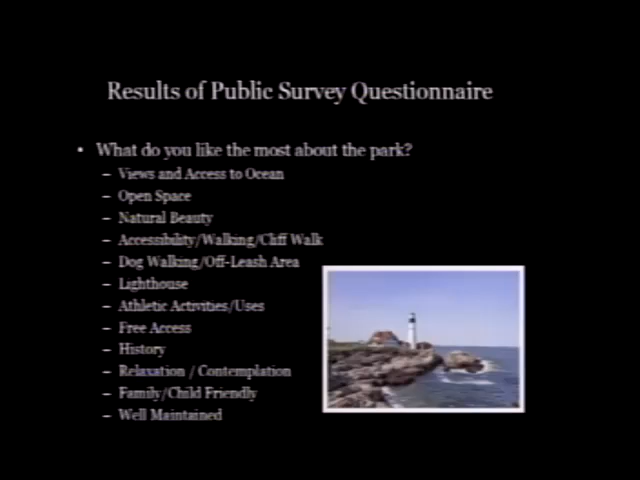 Results of Public Survey Questionnaire
• What do you like the most about the park?
– Views and Access to Ocean
– Open Space
– Natural Beauty
– Accessibility/Walking/Cliff Walk
– Dog Walking/Off-Leash Area
– Lighthouse
– Athletic Activities/Uses
– Free Access
– History
– Relaxation / Contemplation
– Family/Child Friendly
– Well Maintained